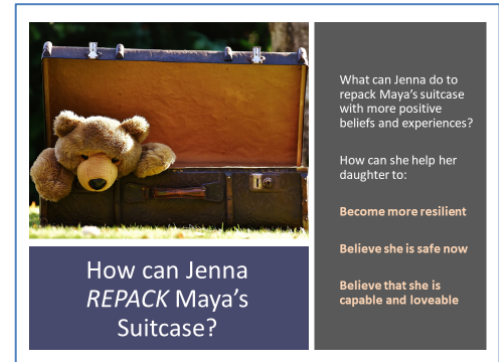 How can Jenna
REPACK Maya's
Suitcase?
What can Jenna do to
repack Maya's suitcase
with more positive
beliefs and experiences?
How can she help her
daughter to:
Become more resilient
Believe she is safe now
Believe that she is
capable and loveable